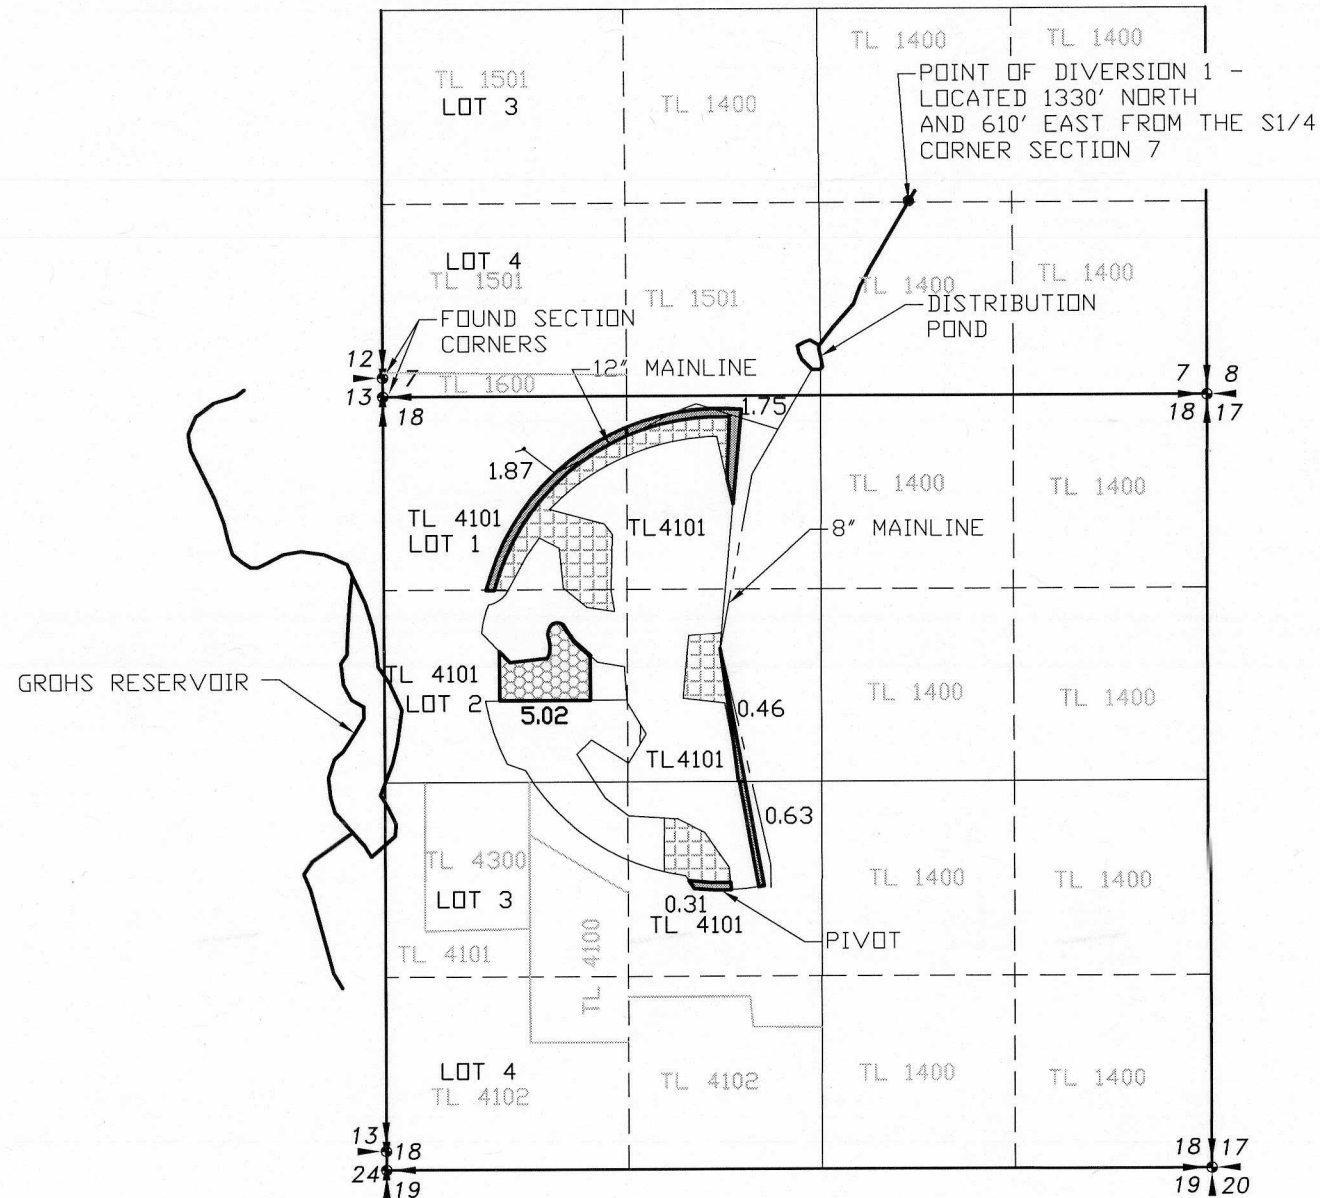 TL 1400
TL 1400
TL 1501
LOT 3
TL 1400
POINT OF DIVERSION 1 -
LOCATED 1330' NORTH
AND 610' EAST FROM THE S1/4
CORNER SECTION 7
LOT 4
TL 1501
TL 1501
TL 1400
TL 1400
DISTRIBUTION
POND
FOUND SECTION
CORNERS
12
7
13
18
TL 1600
12" MAINLINE
7
8
18
17
1.75
1.87
TL 4101
LOT 1
TL4101
8" MAINLINE
TL 1400
TL 1400
GROHS RESERVOIR
TL 4101
LOT 2
5.02
0.46
TL4101
TL 1400
TL 1400
0.63
TL 4300
LOT 3
TL 4101
TL 4100
0.31
TL 4101
PIVOT
TL 1400
TL 1400
LOT 4
TL 4102
TL 4102
TL 1400
TL 1400
13
18
24
19
18
17
19
20